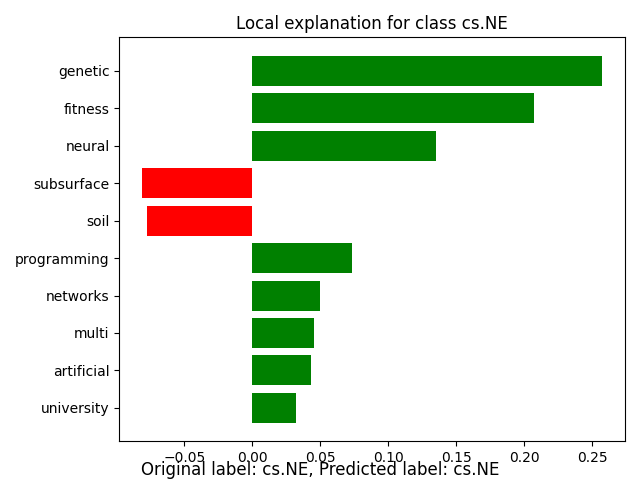 Local explanation for class cs.NE
genetic
fitness
neural
subsurface
soil
programming
networks
multi
artificial
university
−0.05 0.00 0.05 0.10 0.15 0.20 0.25
Original label: cs.NE, Predicted label: cs.NE